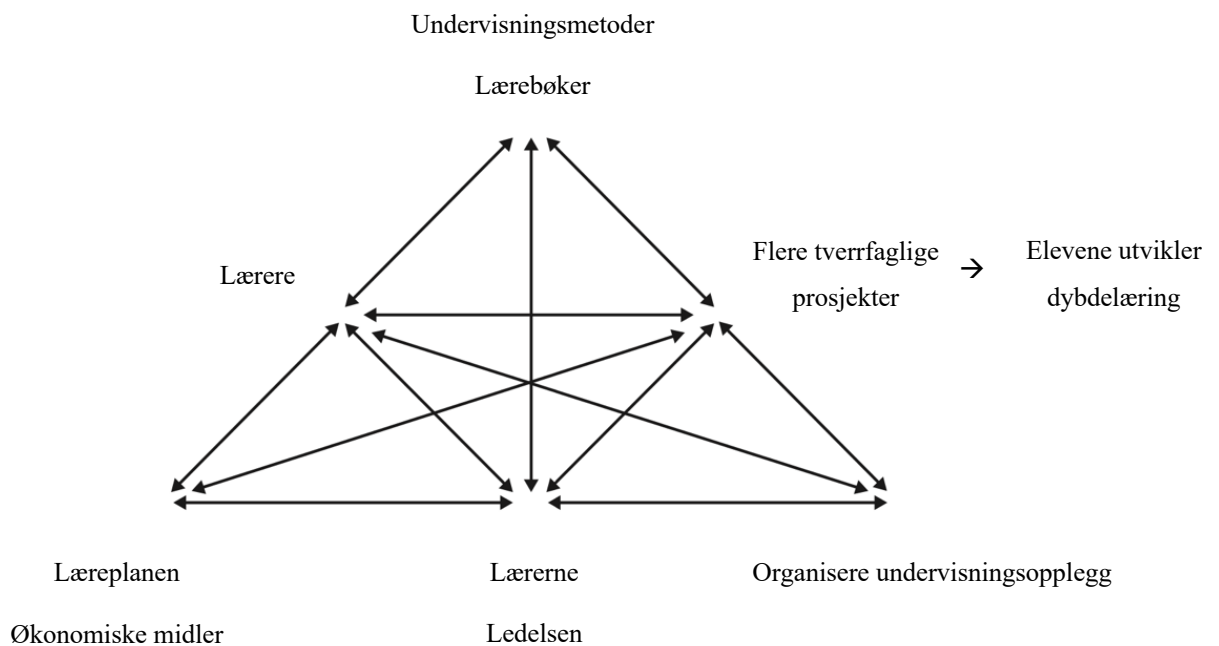 Undervisningsmetoder
Lærebøker
Lærere
Flere tverrfaglige
prosjekter
→
Elevene utvikler
dybdelæring
Læreplanen
Økonomiske midler
Lærerne
Ledelsen
Organisere undervisningsopplegg